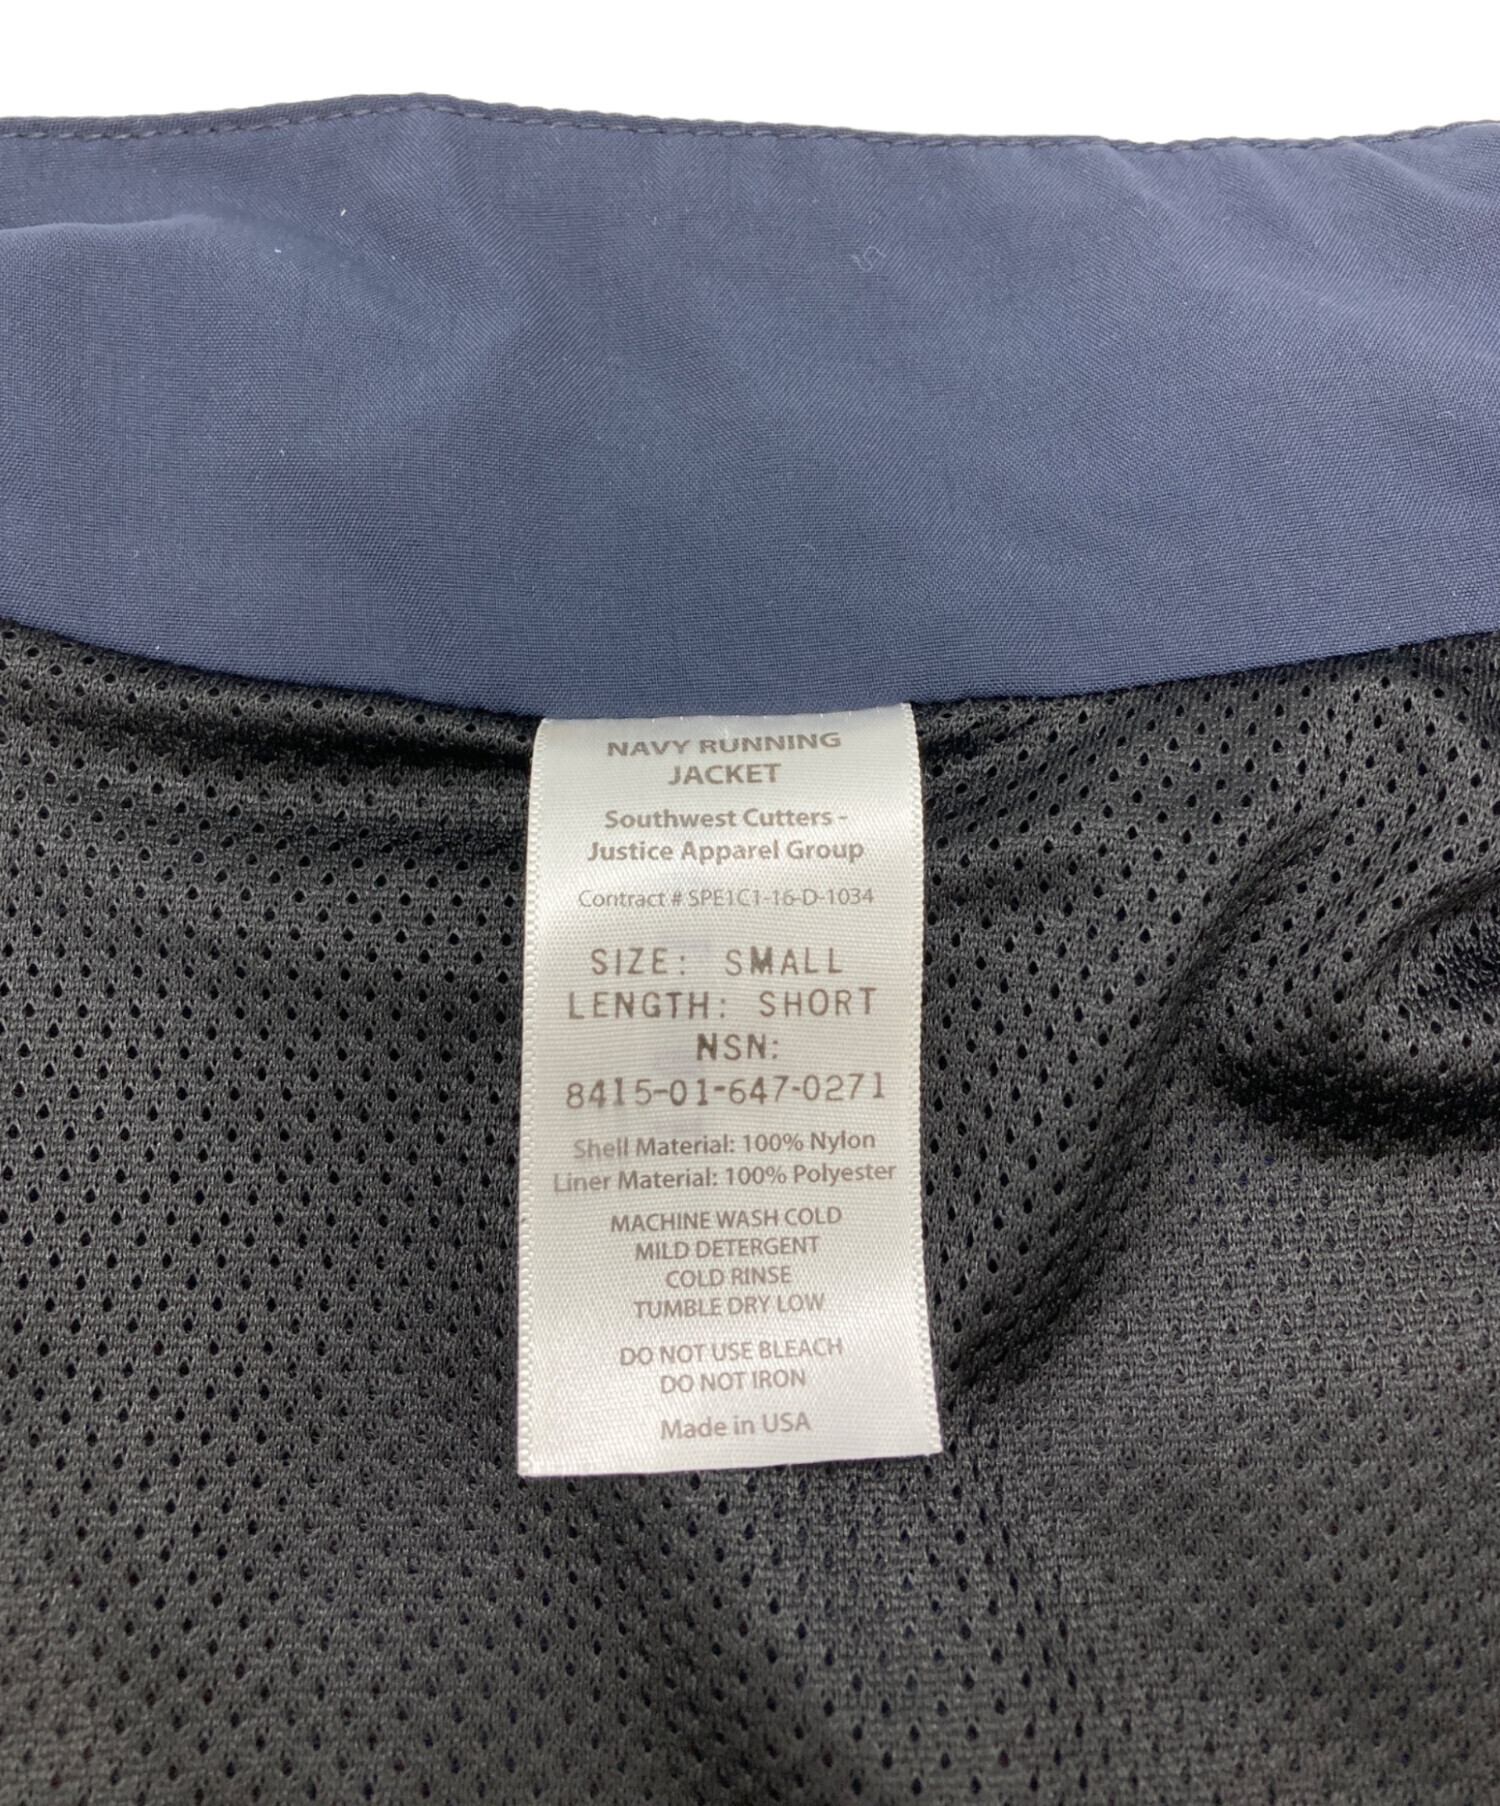 NAVY RUNNING
JACKET
Southwest Cutters -
Justice Apparel Group
Contract # SPE1C1-16-D-1034
SIZE: SMALL
LENGTH: SHORT
NSN:
8415-01-647-0271
Shell Material: 100% Nylon
Liner Material: 100% Polyester
MACHINE WASH COLD
MILD DETERGENT
COLD RINSE
TUMBLE DRY LOW
DO NOT USE BLEACH
DO NOT IRON
Made in USA